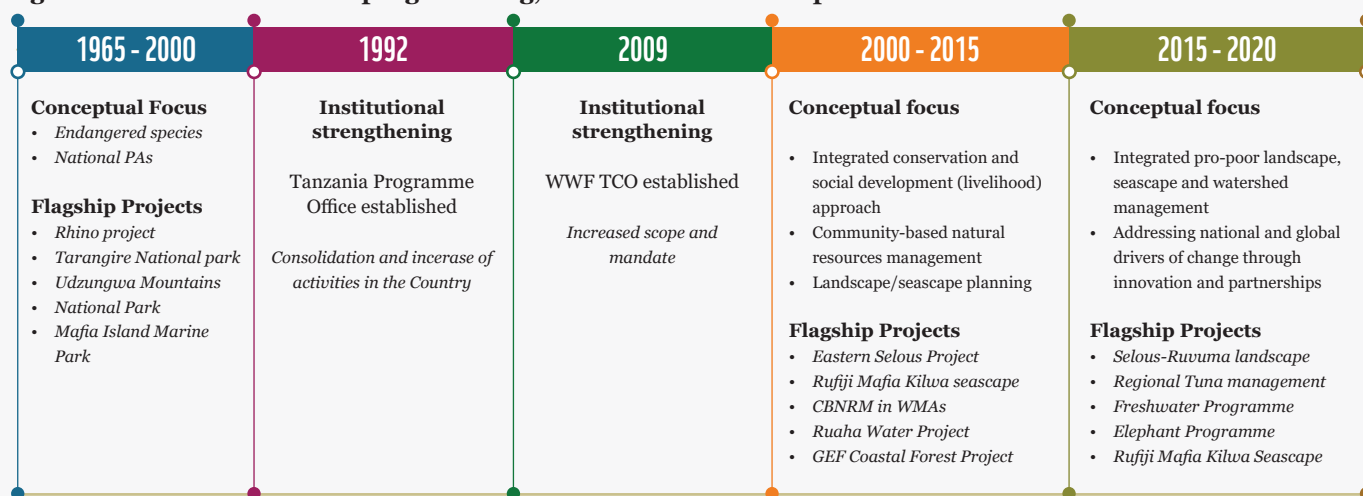 1965 - 2000
Conceptual Focus
• Endangered species
• National PAs
Flagship Projects
• Rhino project
• Tarangire National park
• Udzungwa Mountains
• National Park
• Mafia Island Marine
Park
1992
Institutional
strengthening
Tanzania Programme
Office established
Consolidation and incerase of
activities in the Country
2009
Institutional
strengthening
WWF TCO established
Increased scope and
mandate
2000 - 2015
Conceptual focus
• Integrated conservation and
social development (livelihood)
approach
• Community-based natural
resources management
• Landscape/seascape planning
Flagship Projects
• Eastern Selous Project
• Rufiji Mafia Kilwa seascape
• CBNRM in WMAs
• Ruaha Water Project
• GEF Coastal Forest Project
2015 - 2020
Conceptual focus
• Integrated pro-poor landscape,
seascape and watershed
management
• Addressing national and global
drivers of change through
innovation and partnerships
Flagship Projects
• Selous-Ruvuma landscape
• Regional Tuna management
• Freshwater Programme
• Elephant Programme
• Rufiji Mafia Kilwa Seascape